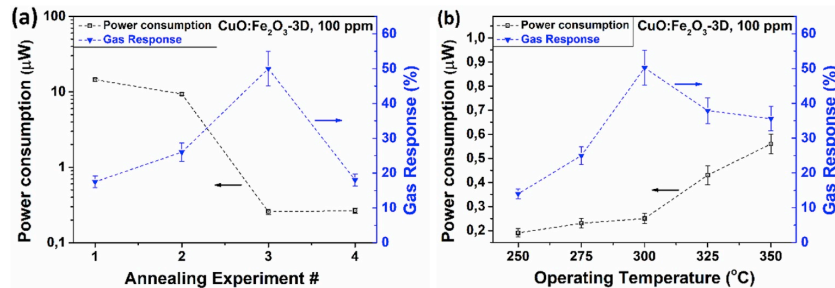 (a)
Power consumption
Gas Response
CuO:Fe₂O₃-3D, 100 ppm
Power consumption (μW)
100
10
1
0,1
1 2 3 4
Annealing Experiment #
60
50
40
30
20
10
0
Gas Response (%)
(b)
Power consumption
Gas Response
CuO:Fe₂O₃-3D, 100 ppm
Power consumption (μW)
1,0
0,9
0,8
0,7
0,6
0,5
0,4
0,3
0,2
250 275 300 325 350
Operating Temperature (°C)
60
50
40
30
20
10
0
Gas Response (%)